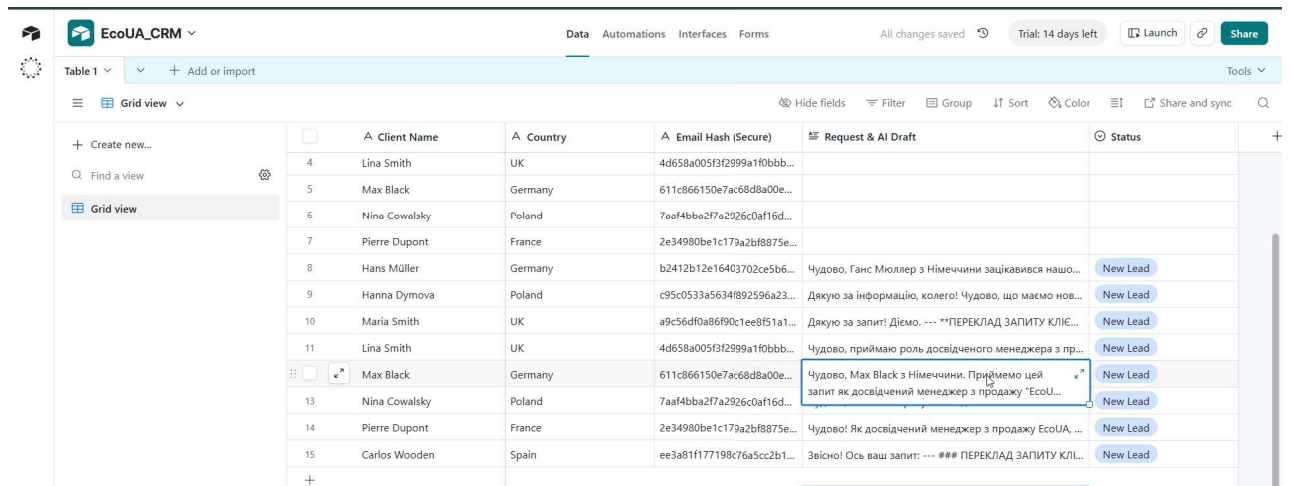 EcoUA_CRM
Data Automations Interfaces Forms
All changes saved Trial: 14 days left Launch Share
Table 1 + Add or import Tools
Grid view Hide fields Filter Group Sort Color Share and sync
+ Create new...
Find a view
Grid view
Client Name Country Email Hash (Secure) Request & AI Draft Status +
4 Lina Smith UK 4d658a005f3f2999a1f0bbb...
5 Max Black Germany 611c866150e7ac68d8a00e...
6 Nina Cowalsky Poland 7aaf4bba2f7a2926c0af16d...
7 Pierre Dupont France 2e34980be1c179a2bf8875e...
8 Hans Müller Germany b2412b12e16403702ce5b6... Чудово, Ганс Мюллер з Німеччини зацікавився нашо... New Lead
9 Hanna Dymova Poland c95c0533a5634f892596a23... Дякую за інформацію, колего! Чудово, що маємо нов... New Lead
10 Maria Smith UK a9c56df0a86f90c1ee8f51a1... Дякую за запит! Діємо. --- **ПЕРЕКЛАД ЗАПИТУ КЛІЄ... New Lead
11 Lina Smith UK 4d658a005f3f2999a1f0bbb... Чудово, приймаю роль досвідченого менеджера з пр... New Lead
Max Black Germany 611c866150e7ac68d8a00e... Чудово, Max Black з Німеччини. Приймемо цей New Lead
запит як досвідчений менеджер з продажу "EcoU...
13 Nina Cowalsky Poland 7aaf4bba2f7a2926c0af16d... New Lead
14 Pierre Dupont France 2e34980be1c179a2bf8875e... Чудово! Як досвідчений менеджер з продажу EcoUA, ... New Lead
15 Carlos Wooden Spain ee3a81f177198c76a5cc2b1... Звісно! Ось ваш запит: --- ### ПЕРЕКЛАД ЗАПИТУ КЛІ... New Lead
+